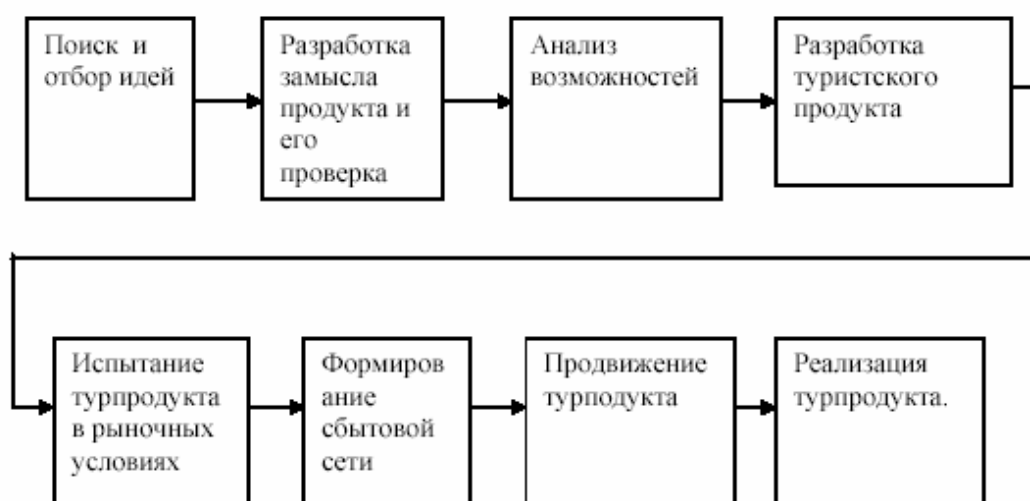 Поиск и
отбор идей
Разработка
замысла
продукта и
его
проверка
Анализ
возможностей
Разработка
туристского
продукта
Испытание
турпродукта
в рыночных
условиях
Формиров
ание
сбытовой
сети
Продвижение
турподукта
Реализация
турпродукта.